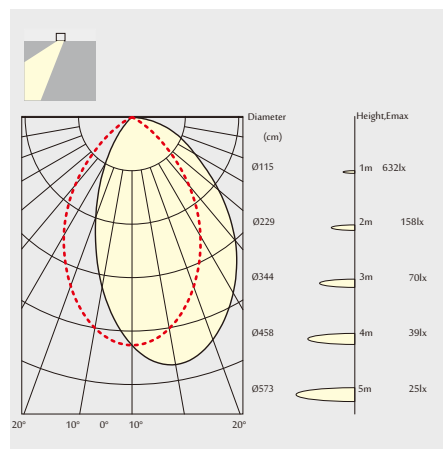 Diameter Height,Emax
(cm)
Ø115 1m 632lx
Ø229 2m 158lx
Ø344 3m 70lx
Ø458 4m 39lx
Ø573 5m 25lx
20° 10° 0° 10° 20°